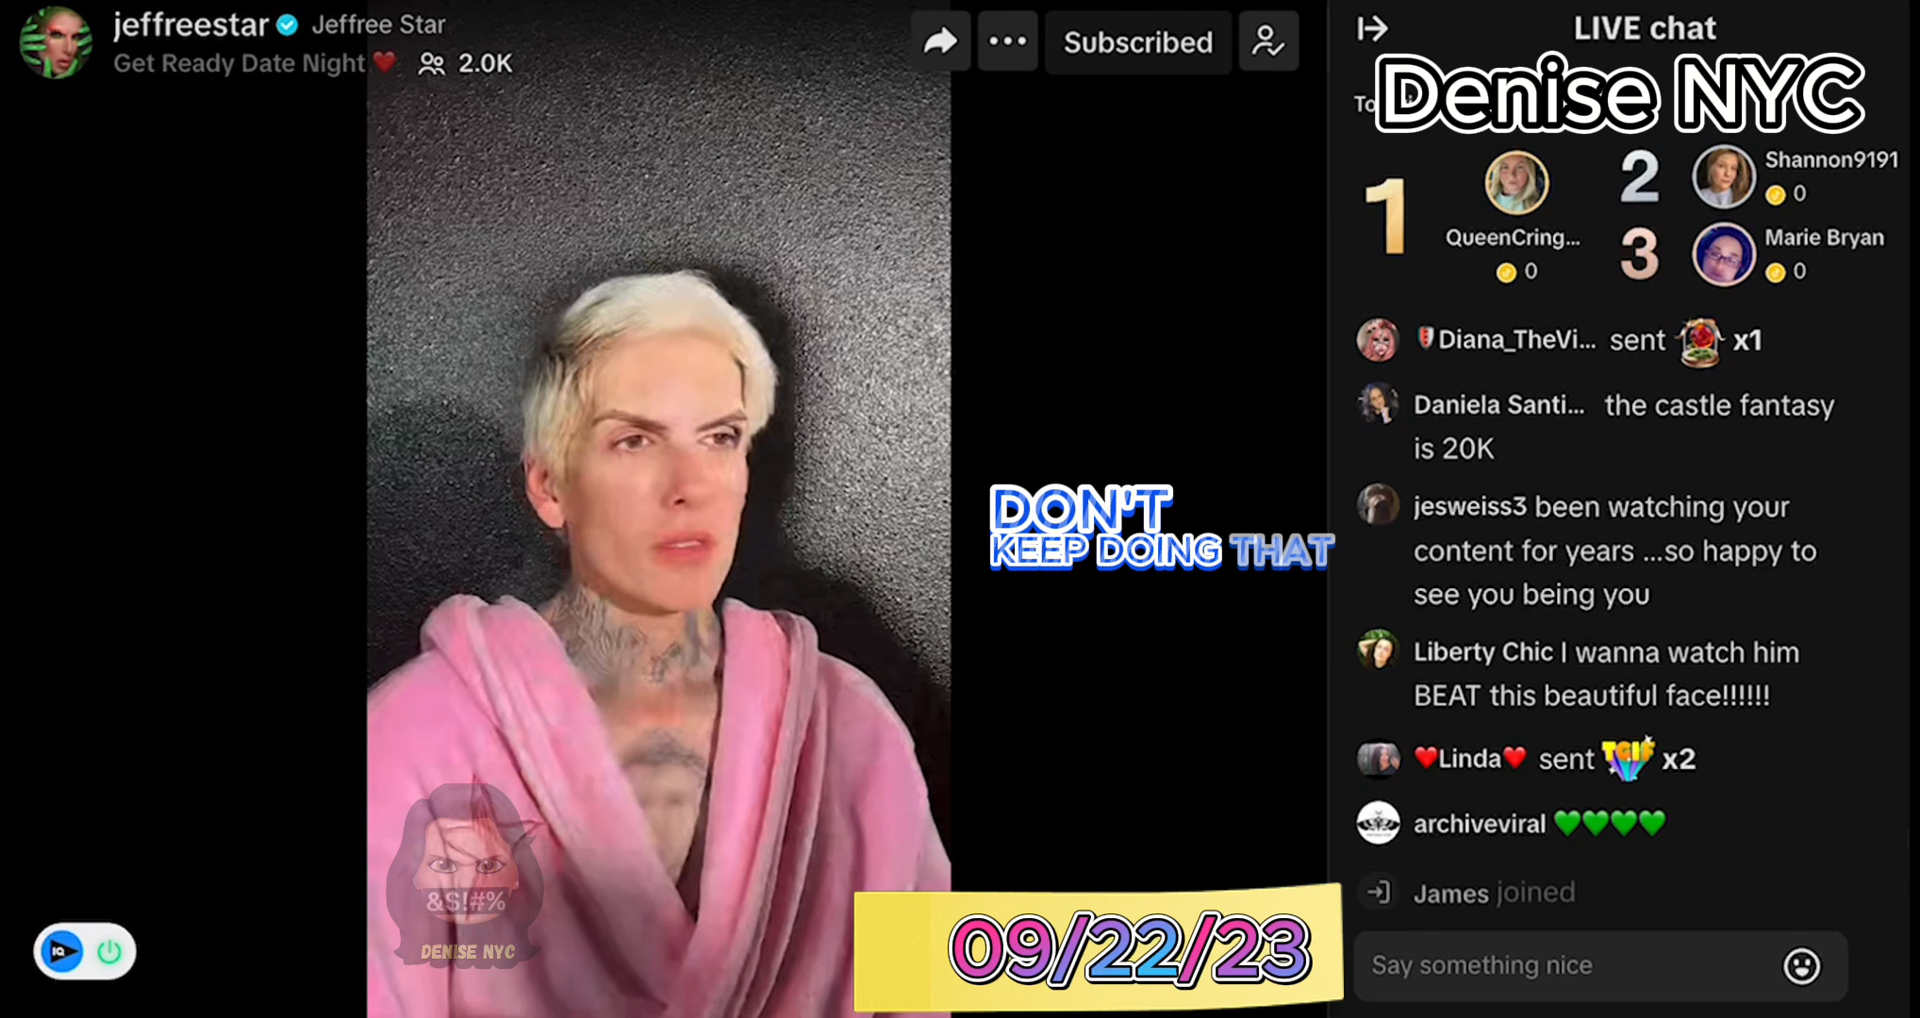 jeffreestar Jeffree Star
Get Ready Date Night 2.0K
Subscribed
LIVE chat
Denise NYC
1
QueenCring...
0
2
Shannon9191
0
3
Marie Bryan
0
Diana_TheVi... sent x1
Daniela Santi... the castle fantasy
is 20K
jesweiss3 been watching your
content for years ...so happy to
see you being you
Liberty Chic I wanna watch him
BEAT this beautiful face!!!!!!
Linda sent TGIF x2
archiveviral
James joined
Say something nice
DON'T
KEEP DOING THAT
&$!#%
DENISE NYC
IQ
09/22/23